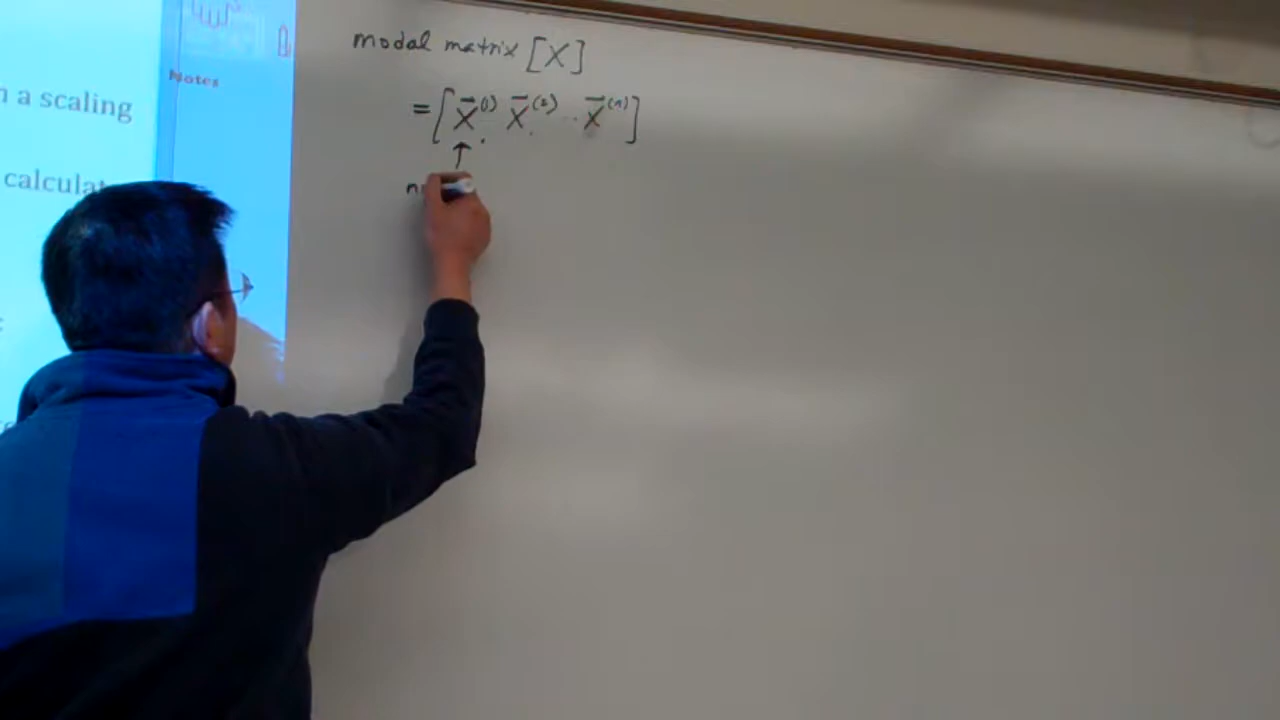 n a scaling
calculat
Notes
modal matrix [X]
= [X⃗⁽¹⁾ X⃗⁽²⁾ .. X⃗⁽ⁿ⁾]
↑
n